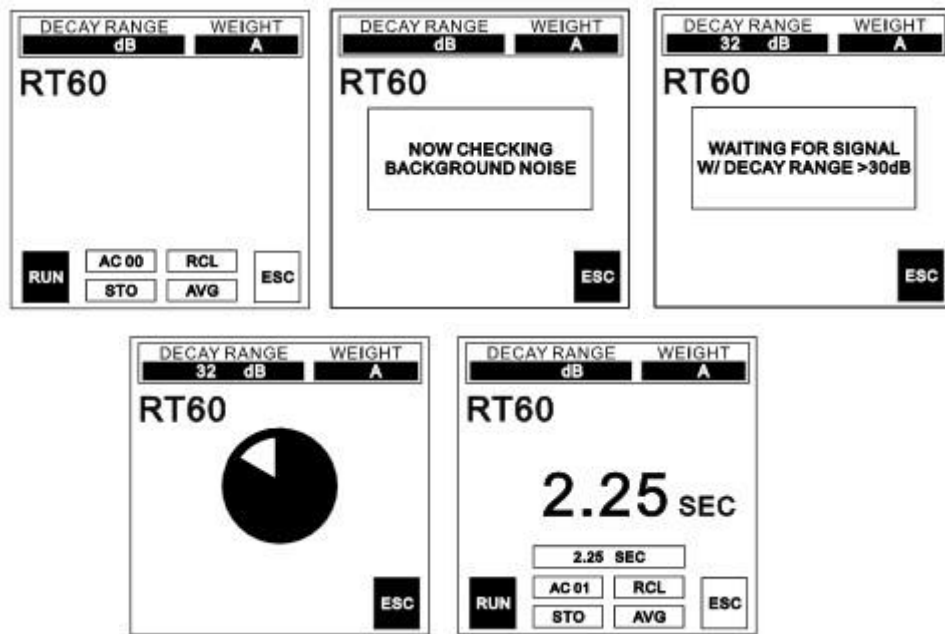 DECAY RANGE WEIGHT
dB A
RT60
AC 00 RCL
RUN ESC
STO AVG
DECAY RANGE WEIGHT
dB A
RT60
NOW CHECKING
BACKGROUND NOISE
ESC
DECAY RANGE WEIGHT
32 dB A
RT60
WAITING FOR SIGNAL
W/ DECAY RANGE >30dB
ESC
DECAY RANGE WEIGHT
32 dB A
RT60
ESC
DECAY RANGE WEIGHT
dB A
RT60
2.25 SEC
2.25 SEC
AC 01 RCL
RUN ESC
STO AVG